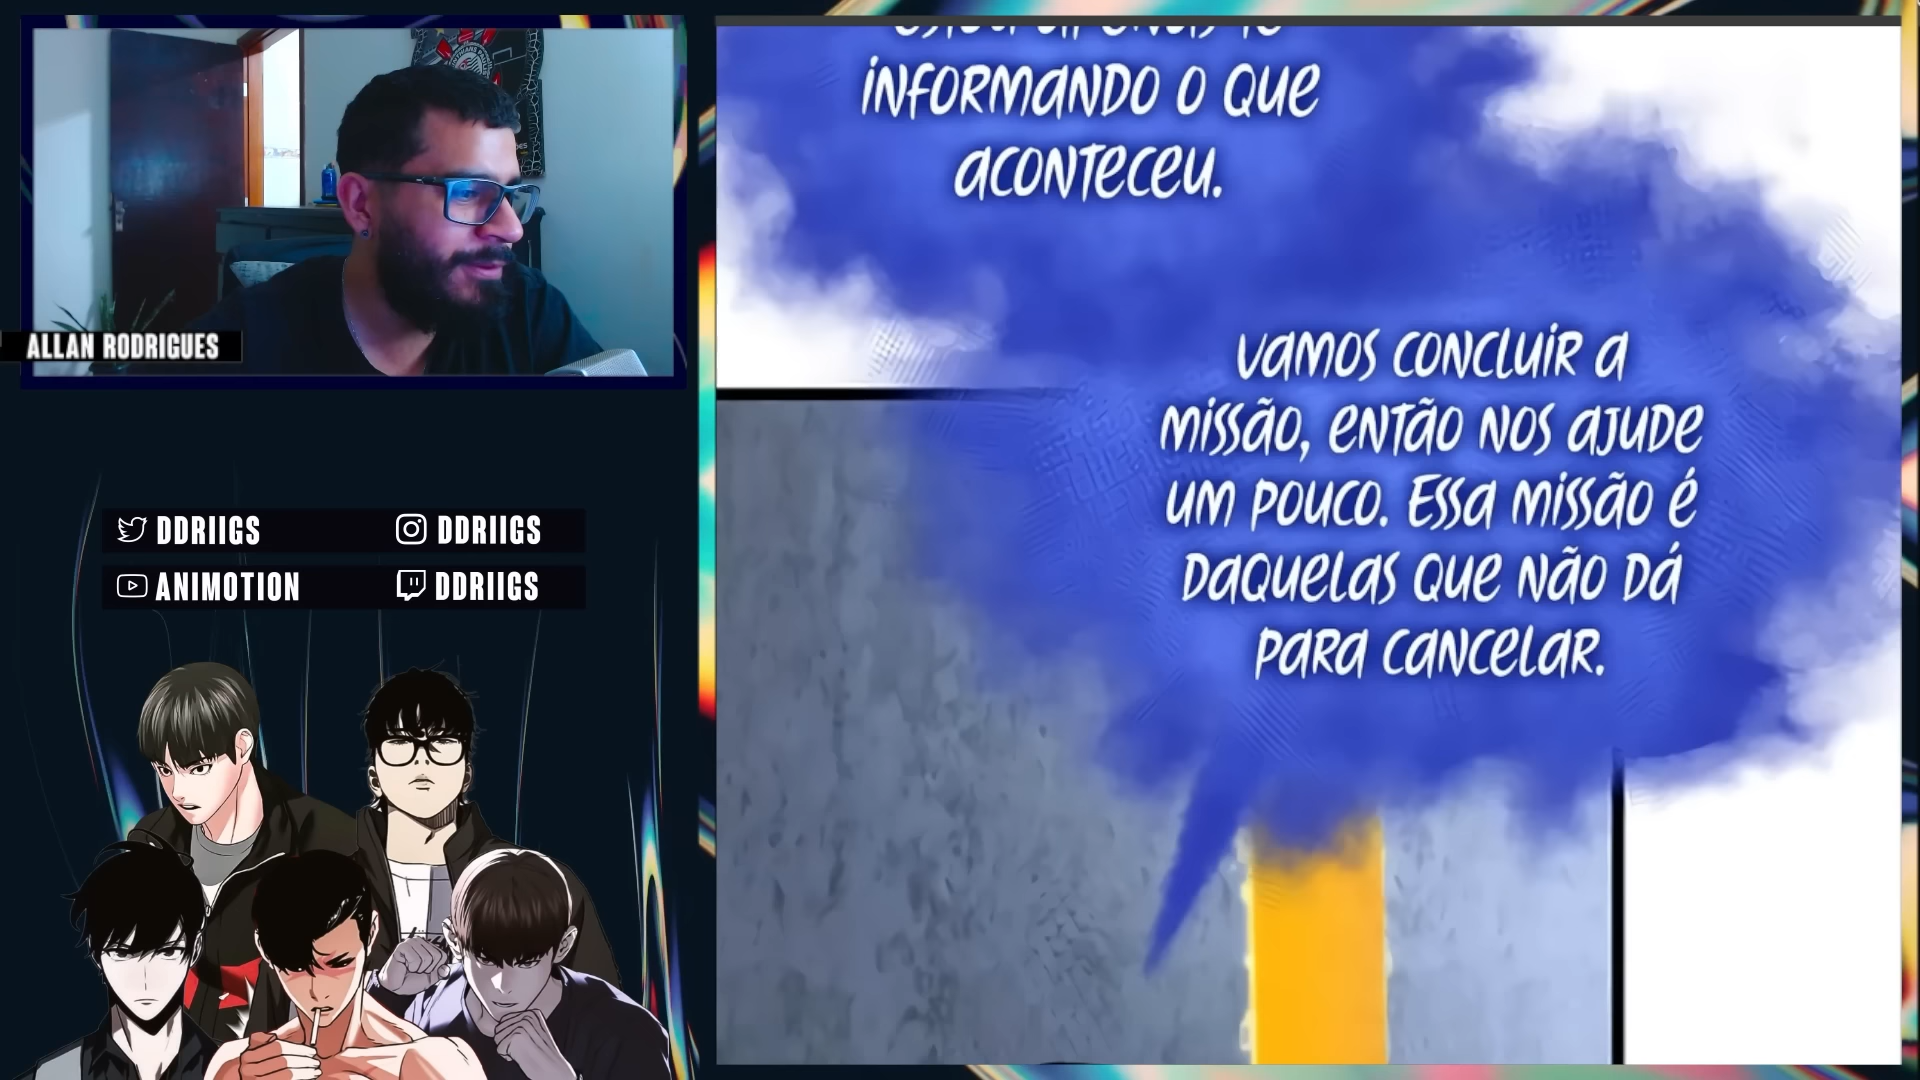 ALLAN RODRIGUES
DDRIIGS
DDRIIGS
ANIMOTION
DDRIIGS
INFORMANDO O QUE
ACONTECEU.
VAMOS CONCLUIR A
MISSÃO, ENTÃO NOS AJUDE
UM POUCO. ESSA MISSÃO É
DAQUELAS QUE NÃO DÁ
PARA CANCELAR.